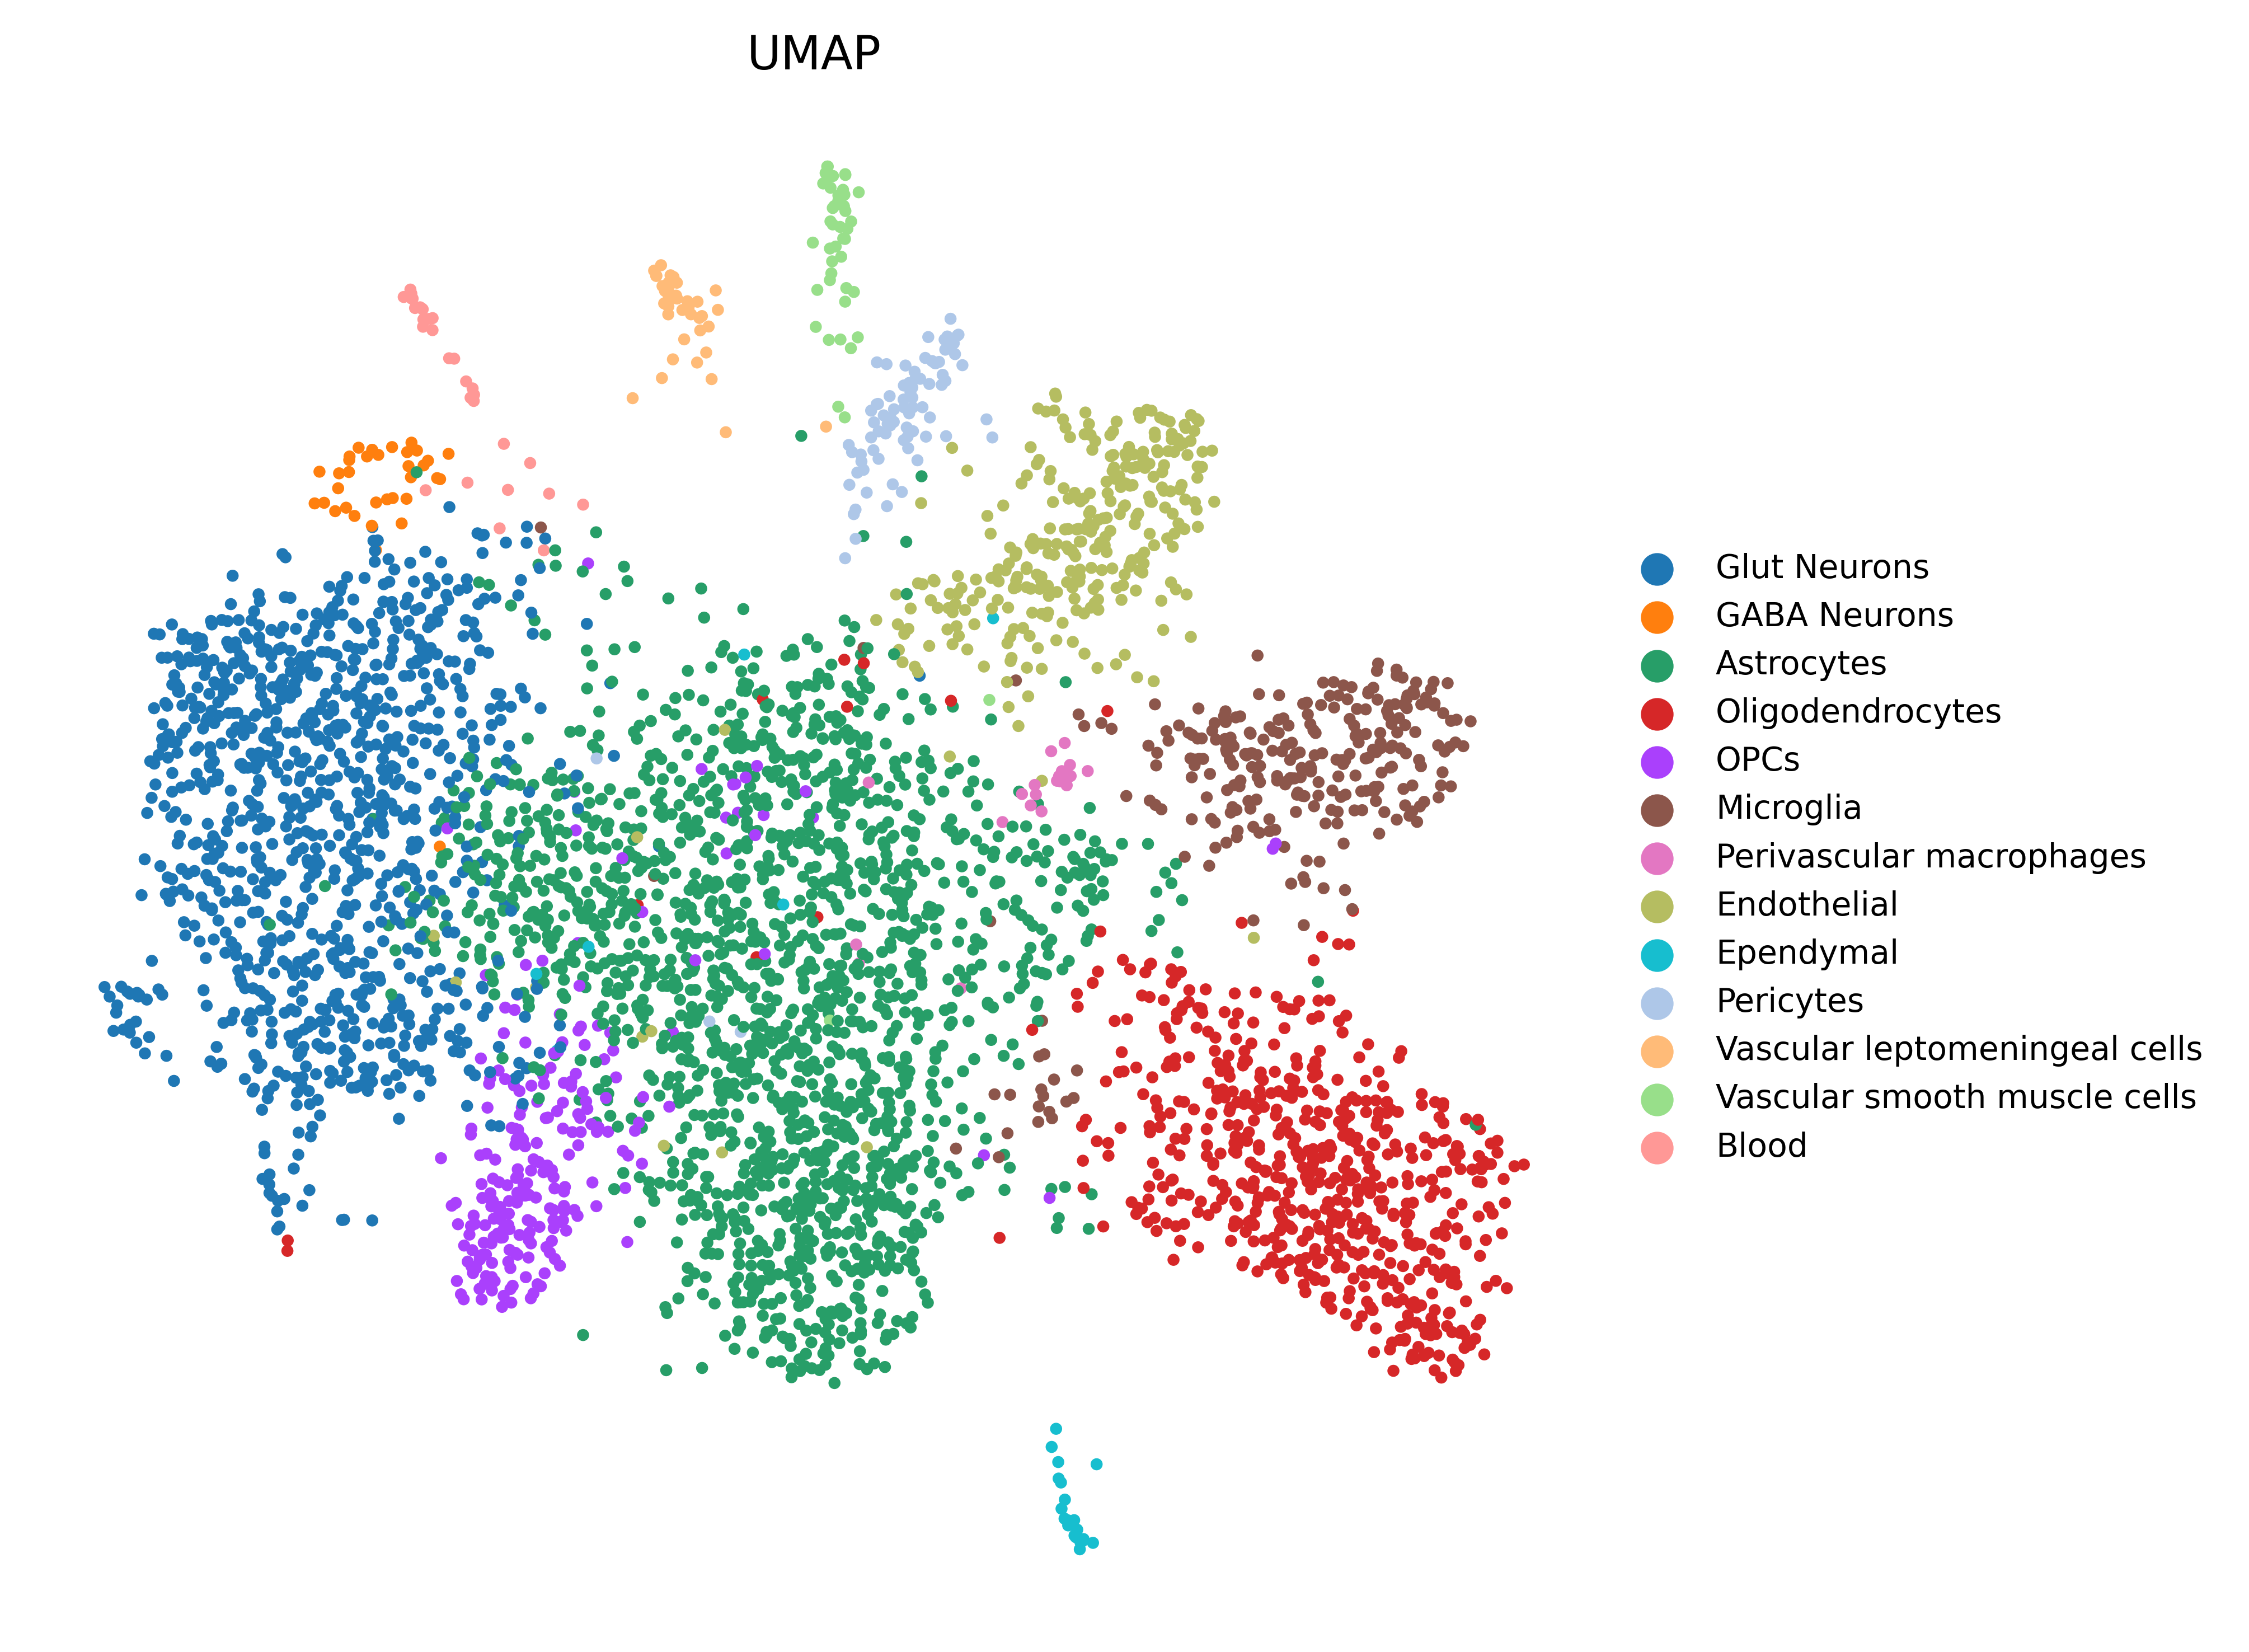 UMAP
Glut Neurons
GABA Neurons
Astrocytes
Oligodendrocytes
OPCs
Microglia
Perivascular macrophages
Endothelial
Ependymal
Pericytes
Vascular leptomeningeal cells
Vascular smooth muscle cells
Blood